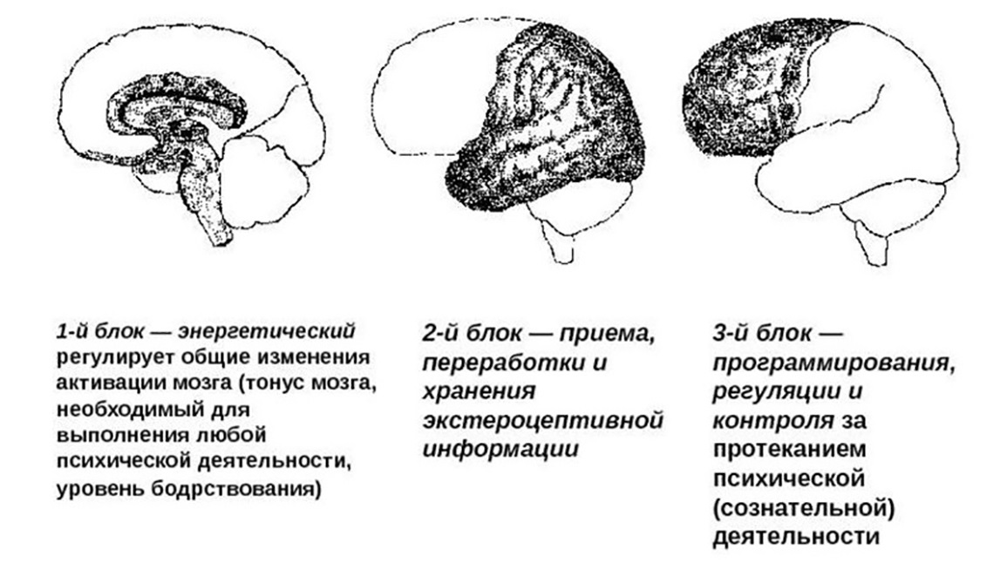 1-й блок — энергетический
регулирует общие изменения
активации мозга (тонус мозга,
необходимый для
выполнения любой
психической деятельности,
уровень бодрствования)
2-й блок — приема,
переработки и
хранения
экстероцептивной
информации
3-й блок —
программирования,
регуляции и
контроля за
протеканием
психической
(сознательной)
деятельности